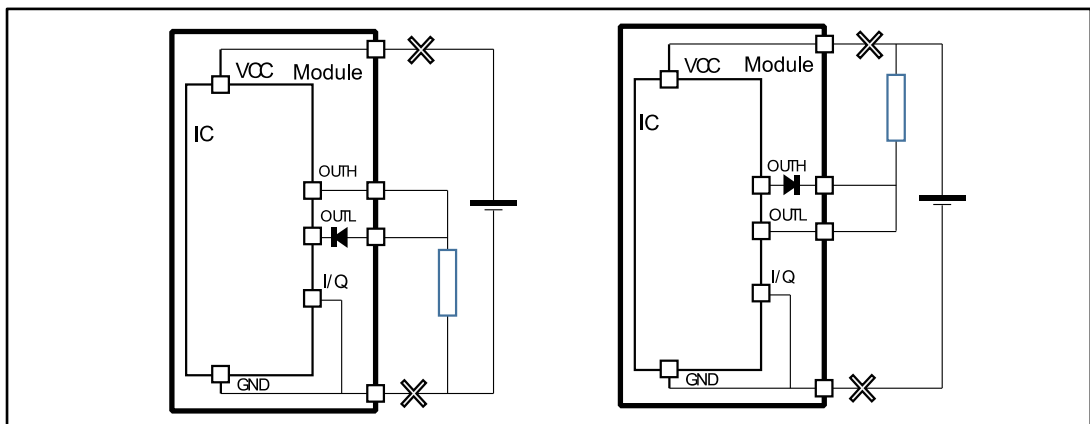 VCC
Module
IC
OUTH
OUTL
I/Q
GND
VCC
Module
IC
OUTH
OUTL
I/Q
GND